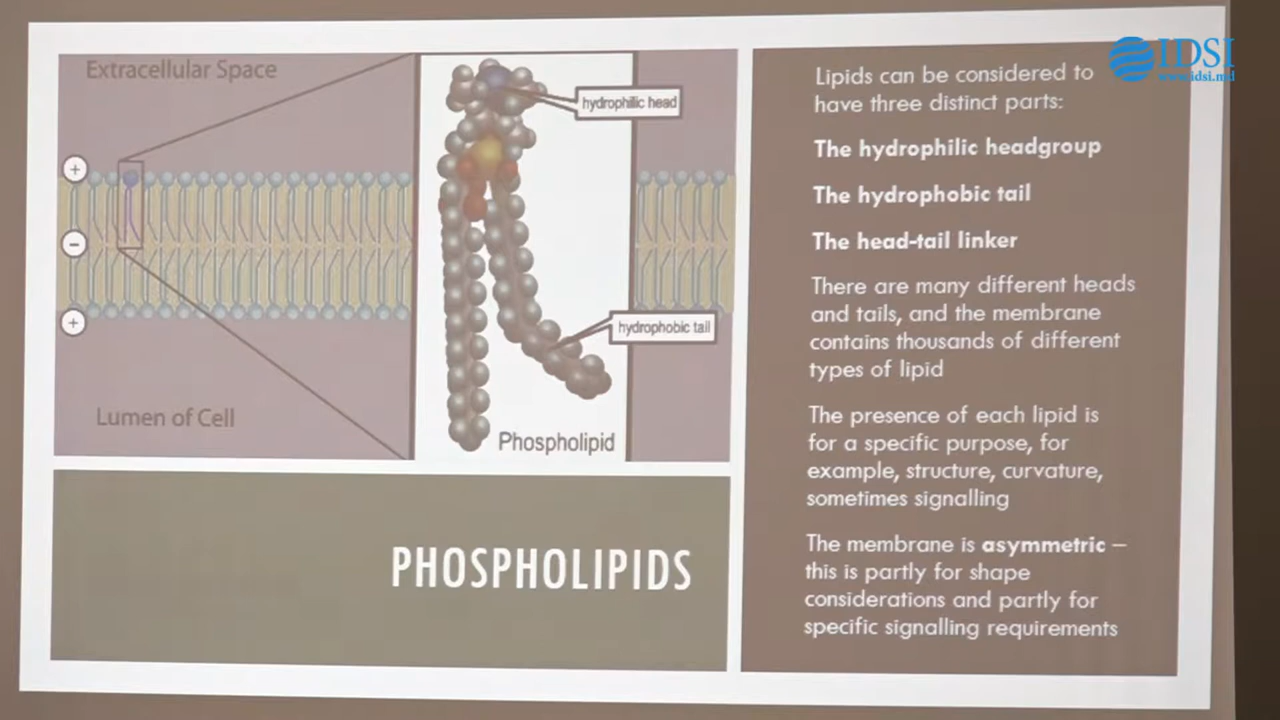 Extracellular Space
hydrophilic head
+
−
+
hydrophobic tail
Lumen of Cell
Phospholipid
PHOSPHOLIPIDS
Lipids can be considered to
have three distinct parts:
The hydrophilic headgroup
The hydrophobic tail
The head-tail linker
There are many different heads
and tails, and the membrane
contains thousands of different
types of lipid
The presence of each lipid is
for a specific purpose, for
example, structure, curvature,
sometimes signalling
The membrane is asymmetric –
this is partly for shape
considerations and partly for
specific signalling requirements
IDSI
www.idsi.md